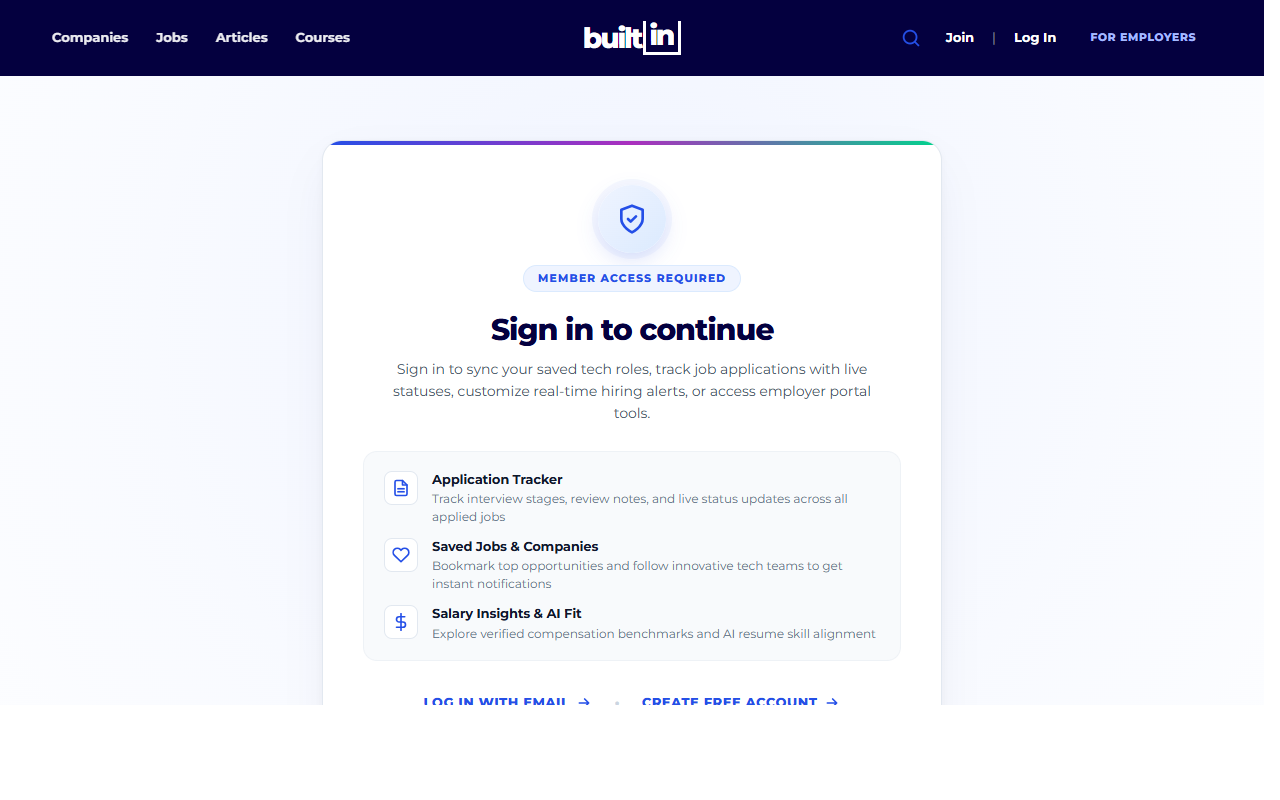 Companies Jobs Articles Courses
built in
Join | Log In FOR EMPLOYERS
MEMBER ACCESS REQUIRED
Sign in to continue
Sign in to sync your saved tech roles, track job applications with live
statuses, customize real-time hiring alerts, or access employer portal
tools.
Application Tracker
Track interview stages, review notes, and live status updates across all
applied jobs
Saved Jobs & Companies
Bookmark top opportunities and follow innovative tech teams to get
instant notifications
Salary Insights & AI Fit
Explore verified compensation benchmarks and AI resume skill alignment
LOG IN WITH EMAIL → • CREATE FREE ACCOUNT →